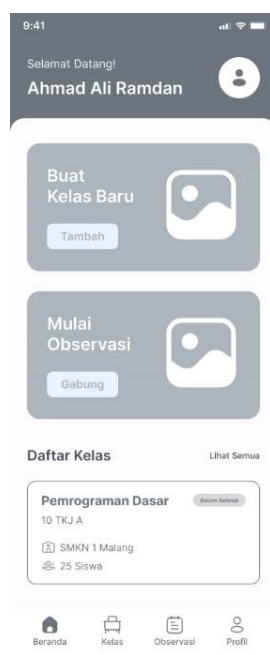 9:41
Selamat Datang!
Ahmad Ali Ramdan
Buat
Kelas Baru
Tambah
Mulai
Observasi
Gabung
Daftar Kelas
Lihat Semua
Pemrograman Dasar
Belum Selesai
10 TKJ A
SMKN 1 Malang
25 Siswa
Beranda
Kelas
Observasi
Profil